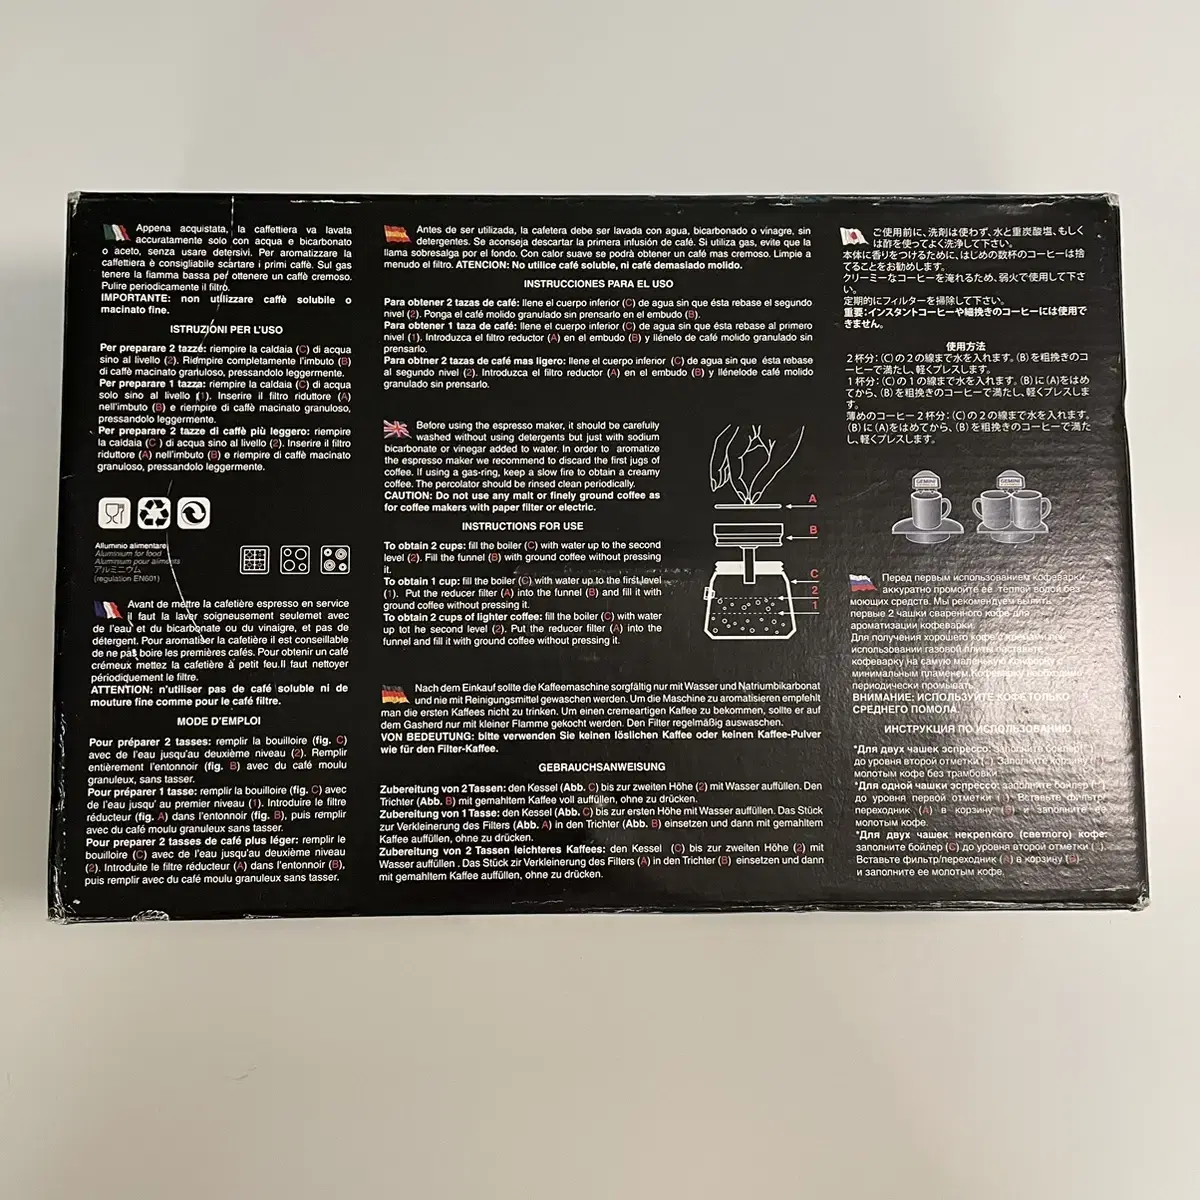 Appena acquistata, la caffettiera va lavata
accuratamente solo con acqua e bicarbonato
o aceto, senza usare detersivi. Per aromatizzare la
caffettiera è consigliabile scartare i primi caffè. Sul gas
tenere la fiamma bassa per ottenere un caffè cremoso.
Pulire periodicamente il filtro.
IMPORTANTE: non utilizzare caffè solubile o
macinato fine.
ISTRUZIONI PER L'USO
Per preparare 2 tazze: riempire la caldaia (C) di acqua
sino al livello (2). Riempire completamente l'imbuto (B)
di caffè macinato granuloso, pressandolo leggermente.
Per preparare 1 tazza: riempire la caldaia (C) di acqua
solo sino al livello (1). Inserire il filtro riduttore (A)
nell'imbuto (B) e riempire di caffè macinato granuloso,
pressandolo leggermente.
Per preparare 2 tazze di caffè più leggero: riempire
la caldaia (C ) di acqua sino al livello (2). Inserire il filtro
riduttore (A) nell'imbuto (B) e riempire di caffè macinato
granuloso, pressandolo leggermente.
Alluminio alimentare
Aluminium for food
Aluminium pour aliments
アルミニウム
(regulation EN601)
Avant de mettre la cafetière espresso en service
il faut la laver soigneusement seulemet avec
de l'eau et du bicarbonate ou du vinaigre, et pas de
détergent. Pour aromatiser la cafetière il est conseillable
de ne pas boire les premières cafés. Pour obtenir un café
crémeux mettez la cafetière à petit feu.Il faut nettoyer
périodiquement le filtre.
ATTENTION: n'utiliser pas de café soluble ni de
mouture fine comme pour le café filtre.
MODE D'EMPLOI
Pour préparer 2 tasses: remplir la bouilloire (fig. C)
avec de l'eau jusqu'au deuxième niveau (2). Remplir
entièrement l'entonnoir (fig. B) avec du café moulu
granuleux, sans tasser.
Pour préparer 1 tasse: remplir la bouilloire (fig. C) avec
de l'eau jusqu' au premier niveau (1). Introduire le filtre
réducteur (fig. A) dans l'entonnoir (fig. B), puis remplir
avec du café moulu granuleux sans tasser.
Pour préparer 2 tasses de café plus léger: remplir le
bouilloire (C) avec de l'eau jusqu'au deuxième niveau
(2). Introduire le filtre réducteur (A) dans l'entonnoir (B),
puis remplir avec du café moulu granuleux sans tasser.
Antes de ser utilizada, la cafetera debe ser lavada con agua, bicarbonado o vinagre, sin
detergentes. Se aconseja descartar la primera infusión de café. Si utiliza gas, evite que la
llama sobresalga por el fondo. Con calor suave se podrá obtener un café mas cremoso. Limpie a
menudo el filtro. ATENCION: No utilice café soluble, ni café demasiado molido.
INSTRUCCIONES PARA EL USO
Para obtener 2 tazas de café: llene el cuerpo inferior (C) de agua sin que ésta rebase el segundo
nivel (2). Ponga el café molido granulado sin prensarlo en el embudo (B).
Para obtener 1 taza de café: llene el cuerpo inferior (C) de agua sin que ésta rebase al primero
nivel (1). Introduzca el filtro reductor (A) en el embudo (B) y llénelo de café molido granulado sin
prensarlo.
Para obtner 2 tazas de café mas ligero: llene el cuerpo inferior (C) de agua sin que ésta rebase
al segundo nivel (2). Introduzca el filtro reductor (A) en el embudo (B) y llénelode café molido
granulado sin prensarlo.
Before using the espresso maker, it should be carefully
washed without using detergents but just with sodium
bicarbonate or vinegar added to water. In order to aromatize
the espresso maker we recommend to discard the first jugs of
coffee. If using a gas-ring, keep a slow fire to obtain a creamy
coffee. The percolator should be rinsed clean periodically.
CAUTION: Do not use any malt or finely ground coffee as
for coffee makers with paper filter or electric.
INSTRUCTIONS FOR USE
To obtain 2 cups: fill the boiler (C) with water up to the second
level (2). Fill the funnel (B) with ground coffee without pressing
it.
To obtain 1 cup: fill the boiler (C) with water up to the first level
(1). Put the reducer filter (A) into the funnel (B) and fill it with
ground coffee without pressing it.
To obtain 2 cups of lighter coffee: fill the boiler (C) with water
up tot he second level (2). Put the reducer filter (A) into the
funnel and fill it with ground coffee without pressing it.
A
B
C
2
1
Nach dem Einkauf sollte die Kaffeemaschine sorgfältig nur mit Wasser und Natriumbikarbonat
und nie mit Reinigungsmittel gewaschen werden. Um die Maschine zu aromatisieren empfehlt
man die ersten Kaffees nicht zu trinken. Um einen cremeartigen Kaffee zu bekommen, sollte er auf
dem Gasherd nur mit kleiner Flamme gekocht werden. Den Filter regelmäßig auswaschen.
VON BEDEUTUNG: bitte verwenden Sie keinen löslichen Kaffee oder keinen Kaffee-Pulver
wie für den Filter-Kaffee.
GEBRAUCHSANWEISUNG
Zubereitung von 2 Tassen: den Kessel (Abb. C) bis zur zweiten Höhe (2) mit Wasser auffüllen. Den
Trichter (Abb. B) mit gemahltem Kaffee voll auffüllen, ohne zu drücken.
Zubereitung von 1 Tasse: den Kessel (Abb. C) bis zur ersten Höhe mit Wasser auffüllen. Das Stück
zur Verkleinerung des Filters (Abb. A) in den Trichter (Abb. B) einsetzen und dann mit gemahltem
Kaffee auffüllen, ohne zu drücken.
Zubereitung von 2 Tassen leichteres Kaffees: den Kessel (C) bis zur zweiten Höhe (2) mit
Wasser auffüllen . Das Stück zir Verkleinerung des Filters (A) in den Trichter (B) einsetzen und dann
mit gemahltem Kaffee auffüllen, ohne zu drücken.
ご使用前に、洗剤は使わず、水と重炭酸塩、もしく
は酢を使ってよく洗浄して下さい。
本体に香りをつけるために、はじめの数杯のコーヒーは捨
てることをお勧めします。
クリーミーなコーヒーを淹れるため、弱火で使用して下さ
い。
定期的にフィルターを掃除して下さい。
重要：インスタントコーヒーや細挽きのコーヒーには使用で
きません。
使用方法
2杯分：(C)の2の線まで水を入れます。(B)を粗挽きのコ
ーヒーで満たし、軽くプレスします。
1杯分：(C)の1の線まで水を入れます。(B)に(A)をはめ
てから、(B)を粗挽きのコーヒーで満たし、軽くプレスしま
す。
薄めのコーヒー2杯分：(C)の2の線まで水を入れます。
(B)に(A)をはめてから、(B)を粗挽きのコーヒーで満た
し、軽くプレスします。
GEMINI
GEMINI
Перед первым использованием кофеварки
аккуратно промойте её теплой водой без
моющих средств. Мы рекомендуем вылить
первые 2 чашки сваренного кофе для
ароматизации кофеварки.
Для получения хорошего кофе с кремами при
использовании газовой плиты поставьте
кофеварку на самую маленькую конфорку с
минимальным пламенем. Кофеварку необходимо
периодически промывать.
ВНИМАНИЕ: ИСПОЛЬЗУЙТЕ КОФЕ ТОЛЬКО
СРЕДНЕГО ПОМОЛА.
ИНСТРУКЦИЯ ПО ИСПОЛЬЗОВАНИЮ
*Для двух чашек эспрессо: Заполните бойлер( )
до уровня второй отметки ( ). Заполните корзину ( )
молотым кофе без трамбовки.
*Для одной чашки эспрессо: заполните бойлер ( )
до уровня первой отметки ( ). Вставьте фильтр/
переходник (A) в корзину (B) и заполните её
молотым кофе.
*Для двух чашек некрепкого (светлого) кофе:
заполните бойлер (C) до уровня второй отметки ( ).
Вставьте фильтр/переходник (A) в корзину (B)
и заполните ее молотым кофе.